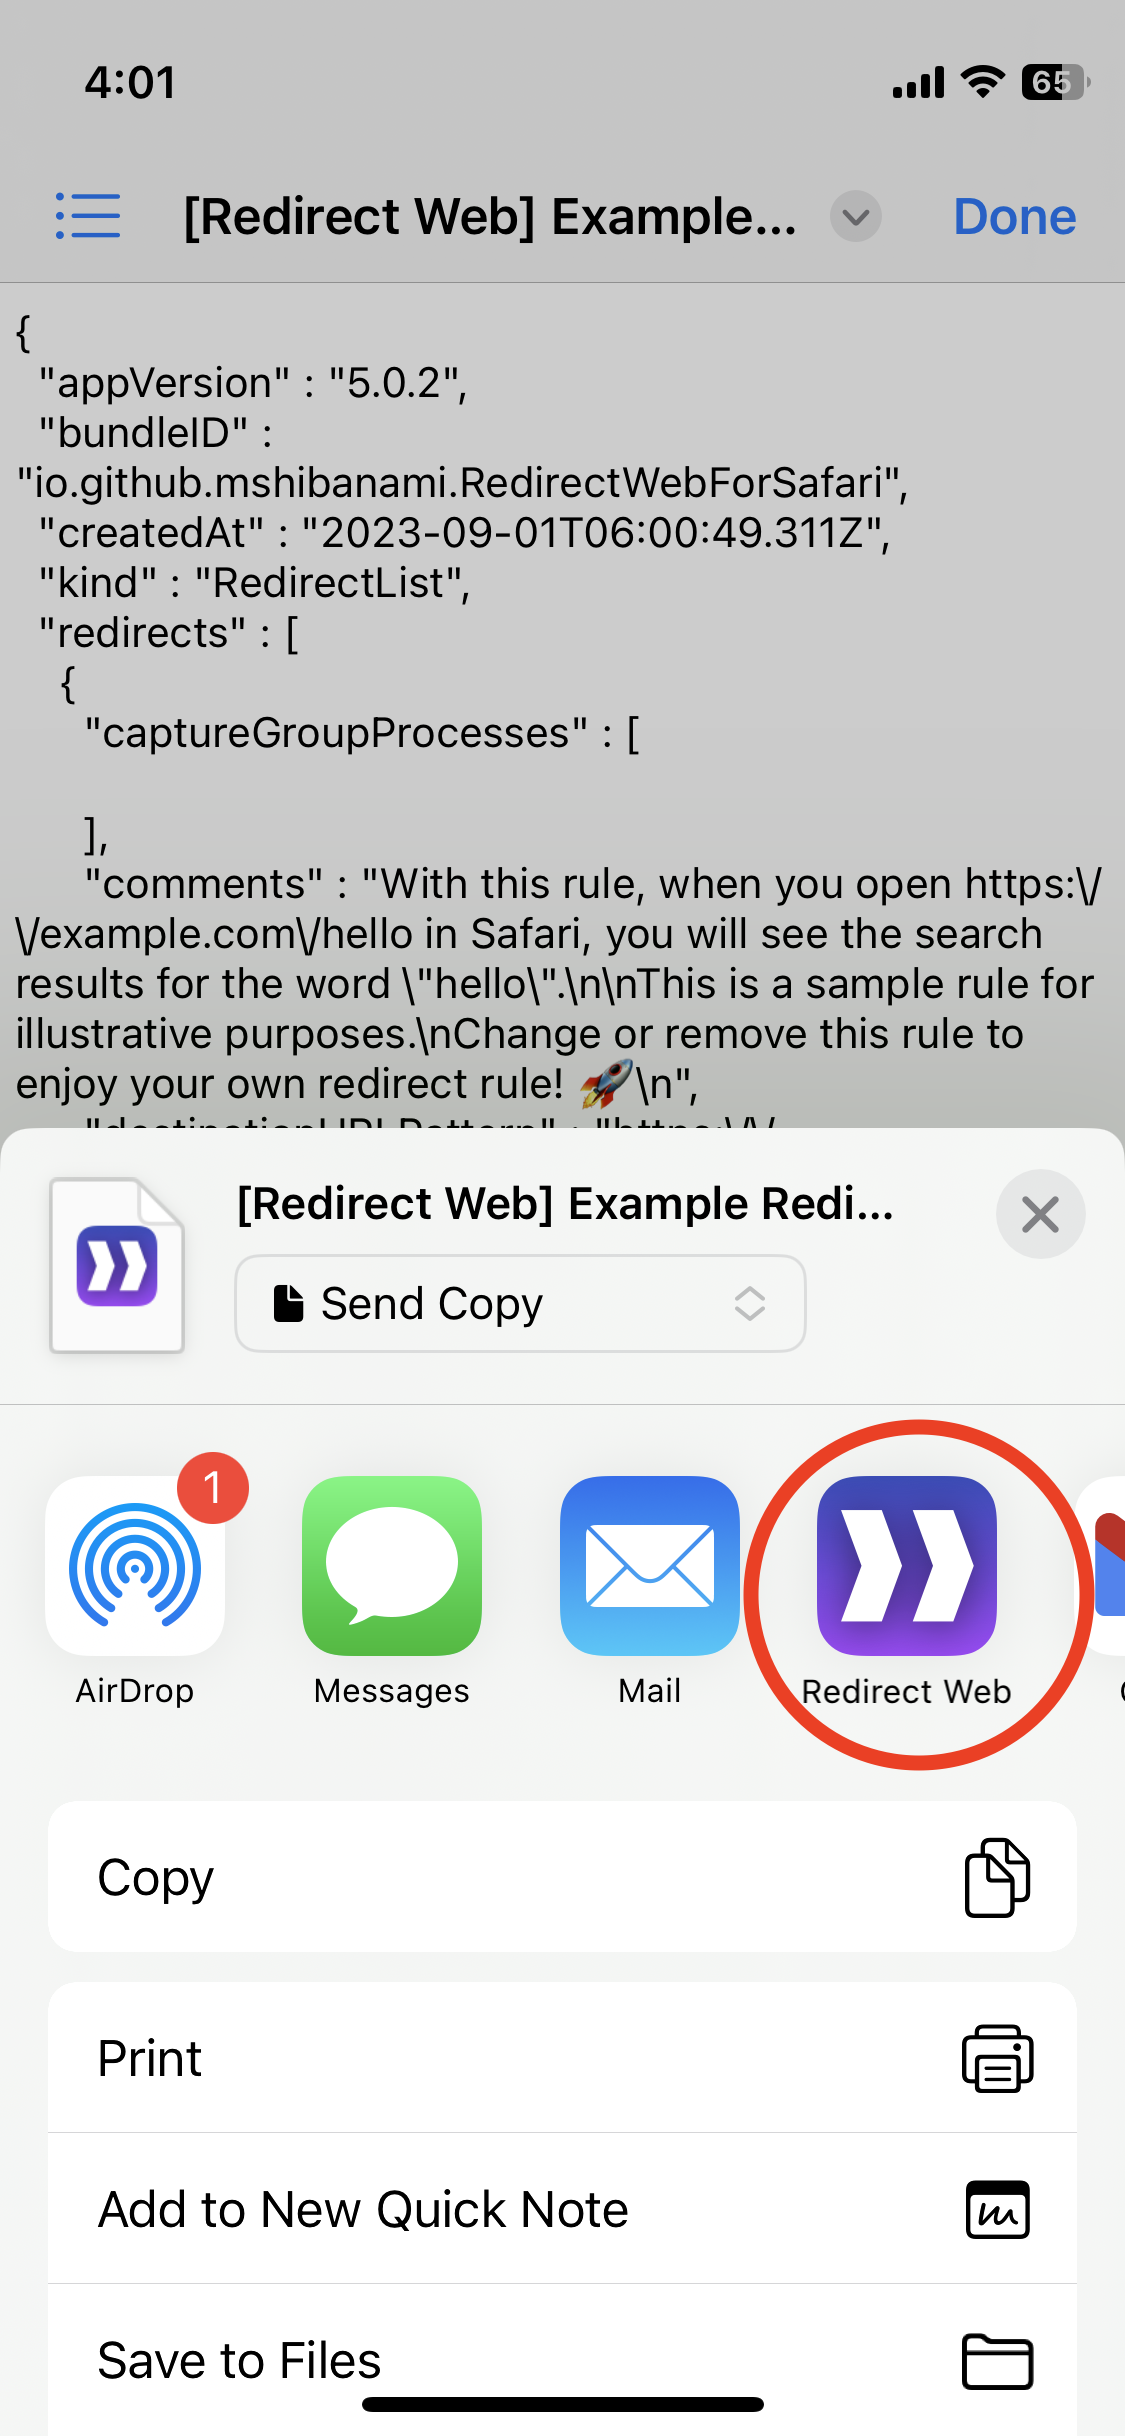 4:01
65
[Redirect Web] Example...
Done
{
"appVersion" : "5.0.2",
"bundleID" :
"io.github.mshibanami.RedirectWebForSafari",
"createdAt" : "2023-09-01T06:00:49.311Z",
"kind" : "RedirectList",
"redirects" : [
{
"captureGroupProcesses" : [
],
"comments" : "With this rule, when you open https:\/
\/example.com\/hello in Safari, you will see the search
results for the word \"hello\".\n\nThis is a sample rule for
illustrative purposes.\nChange or remove this rule to
enjoy your own redirect rule! 🚀\n",
"destinationURLPattern" : "https:\/\/
[Redirect Web] Example Redi...
Send Copy
1
AirDrop
Messages
Mail
Redirect Web
Copy
Print
Add to New Quick Note
Save to Files